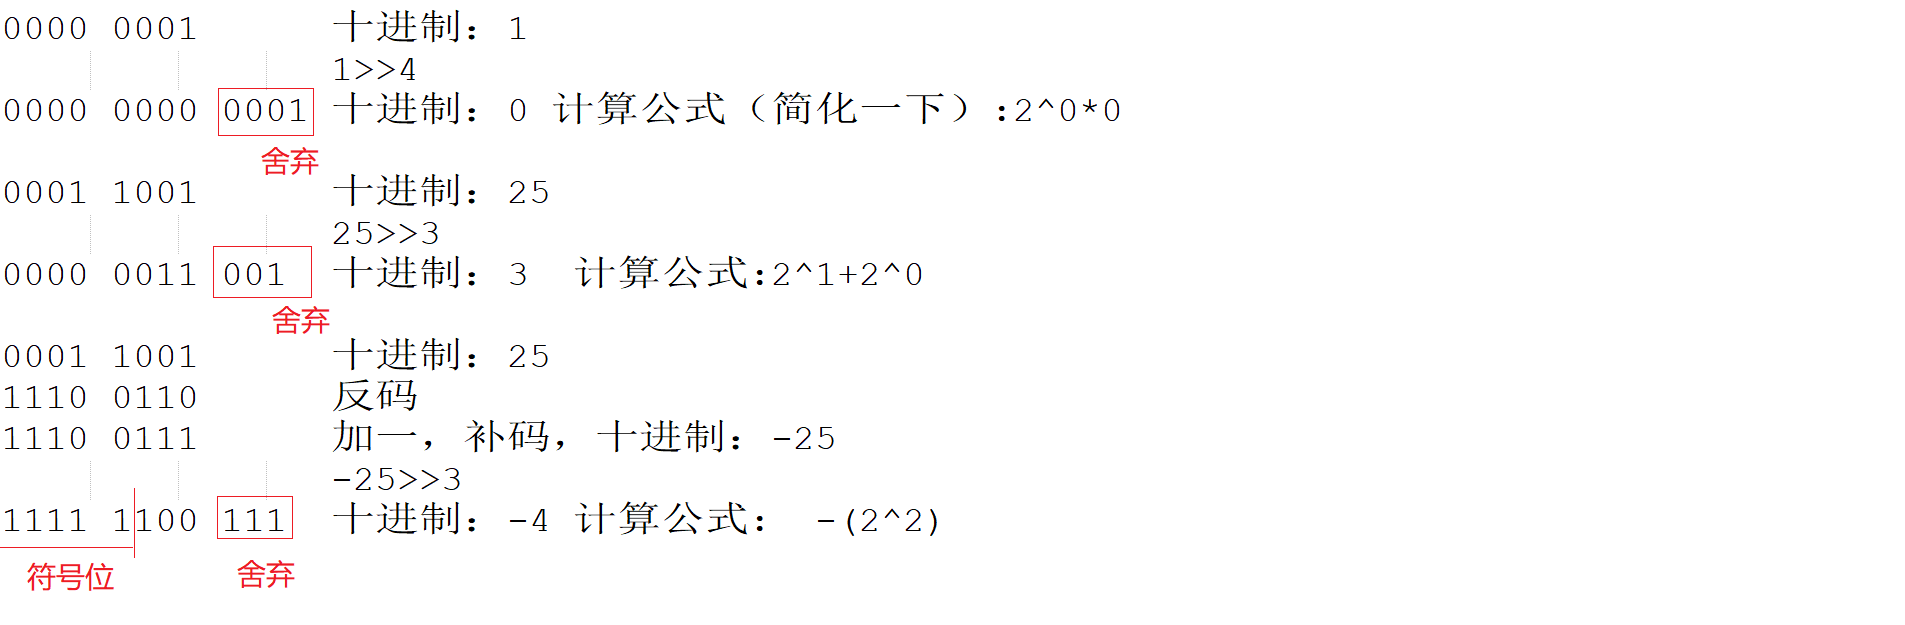 0000 0001 十进制：1
1>>4
0000 0000 0001 十进制：0 计算公式（简化一下）:2^0*0
舍弃
0001 1001 十进制：25
25>>3
0000 0011 001 十进制：3 计算公式:2^1+2^0
舍弃
0001 1001 十进制：25
1110 0110 反码
1110 0111 加一，补码，十进制：-25
-25>>3
1111 1100 111 十进制：-4 计算公式： -(2^2)
符号位 舍弃